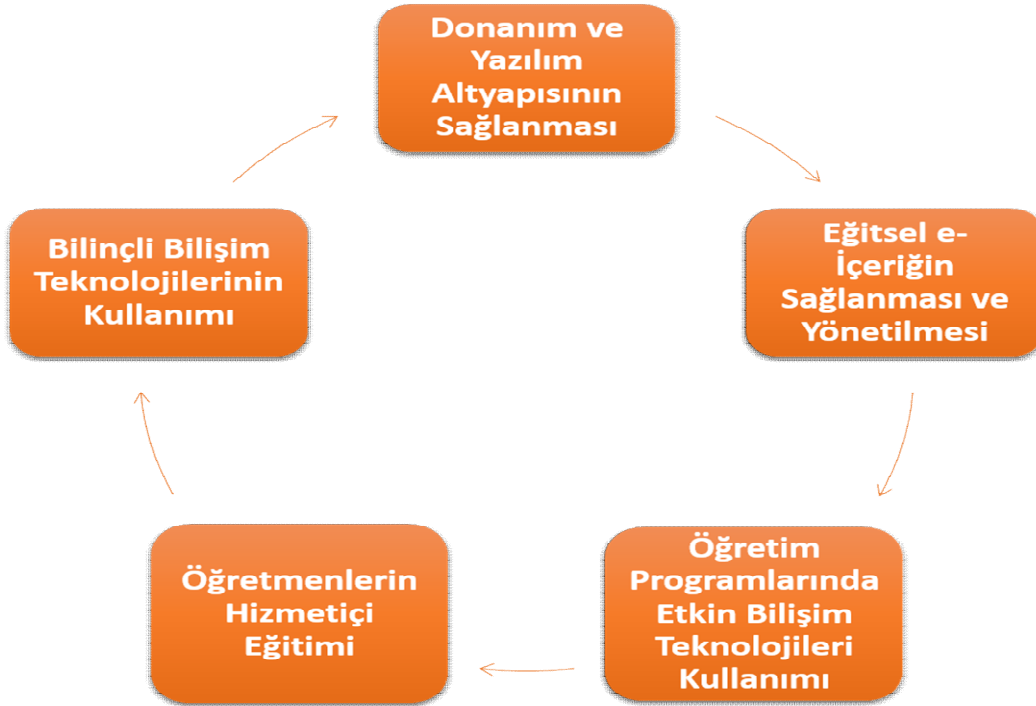 Donanım ve
Yazılım
Altyapısının
Sağlanması
Eğitsel e-
İçeriğin
Sağlanması ve
Yönetilmesi
Öğretim
Programlarında
Etkin Bilişim
Teknolojileri
Kullanımı
Öğretmenlerin
Hizmetiçi
Eğitimi
Bilinçli Bilişim
Teknolojilerinin
Kullanımı